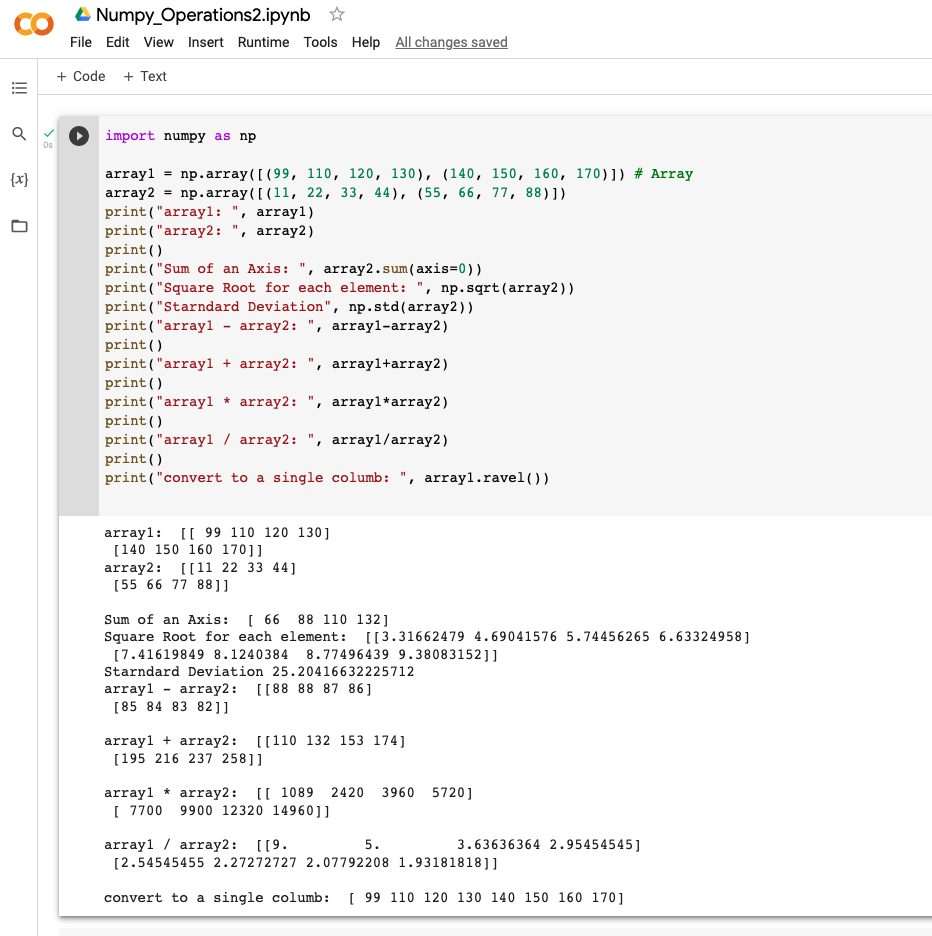 Numpy_Operations2.ipynb
File Edit View Insert Runtime Tools Help All changes saved
+ Code + Text
{x}
0s
import numpy as np
array1 = np.array([(99, 110, 120, 130), (140, 150, 160, 170)]) # Array
array2 = np.array([(11, 22, 33, 44), (55, 66, 77, 88)])
print("array1: ", array1)
print("array2: ", array2)
print()
print("Sum of an Axis: ", array2.sum(axis=0))
print("Square Root for each element: ", np.sqrt(array2))
print("Starndard Deviation", np.std(array2))
print("array1 - array2: ", array1-array2)
print()
print("array1 + array2: ", array1+array2)
print()
print("array1 * array2: ", array1*array2)
print()
print("array1 / array2: ", array1/array2)
print()
print("convert to a single columb: ", array1.ravel())
array1:  [[ 99 110 120 130]
 [140 150 160 170]]
array2:  [[11 22 33 44]
 [55 66 77 88]]
Sum of an Axis:  [ 66  88 110 132]
Square Root for each element:  [[3.31662479 4.69041576 5.74456265 6.63324958]
 [7.41619849 8.1240384  8.77496439 9.38083152]]
Starndard Deviation 25.20416632225712
array1 - array2:  [[88 88 87 86]
 [85 84 83 82]]
array1 + array2:  [[110 132 153 174]
 [195 216 237 258]]
array1 * array2:  [[ 1089  2420  3960  5720]
 [ 7700  9900 12320 14960]]
array1 / array2:  [[9.         5.         3.63636364 2.95454545]
 [2.54545455 2.27272727 2.07792208 1.93181818]]
convert to a single columb:  [ 99 110 120 130 140 150 160 170]